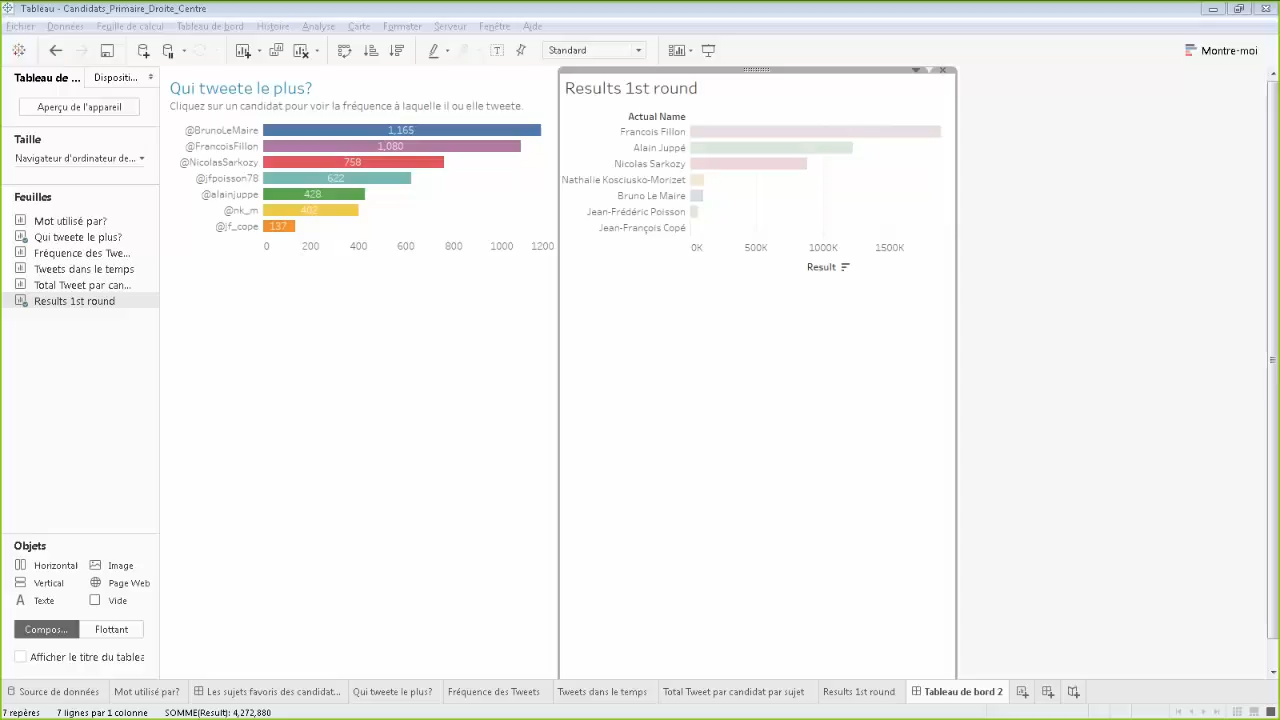 Tableau - Candidats_Primaire_Droite_Centre
Fichier Données Feuille de calcul Tableau de bord Histoire Analyse Carte Formater Serveur Fenêtre Aide
Standard
Montre-moi
Tableau de ... Dispositi...
Aperçu de l'appareil
Taille
Navigateur d'ordinateur de...
Feuilles
Mot utilisé par?
Qui tweete le plus?
Fréquence des Twe...
Tweets dans le temps
Total Tweet par can...
Results 1st round
Objets
Horizontal Image
Vertical Page Web
Texte Vide
Compos... Flottant
Afficher le titre du tablea
Qui tweete le plus?
Cliquez sur un candidat pour voir la fréquence à laquelle il ou elle tweete.
@BrunoLeMaire 1,165
@FrancoisFillon 1,080
@NicolasSarkozy 758
@jfpoisson78 622
@alainjuppe 428
@nk_m 402
@jf_cope 137
0 200 400 600 800 1000 1200
Results 1st round
Actual Name
Francois Fillon
Alain Juppé
Nicolas Sarkozy
Nathalie Kosciusko-Morizet
Bruno Le Maire
Jean-Frédéric Poisson
Jean-François Copé
0K 500K 1000K 1500K
Result
Source de données Mot utilisé par? Les sujets favoris des candidat... Qui tweete le plus? Fréquence des Tweets Tweets dans le temps Total Tweet par candidat par sujet Results 1st round Tableau de bord 2
7 repères 7 lignes par 1 colonne SOMME(Result): 4,272,880